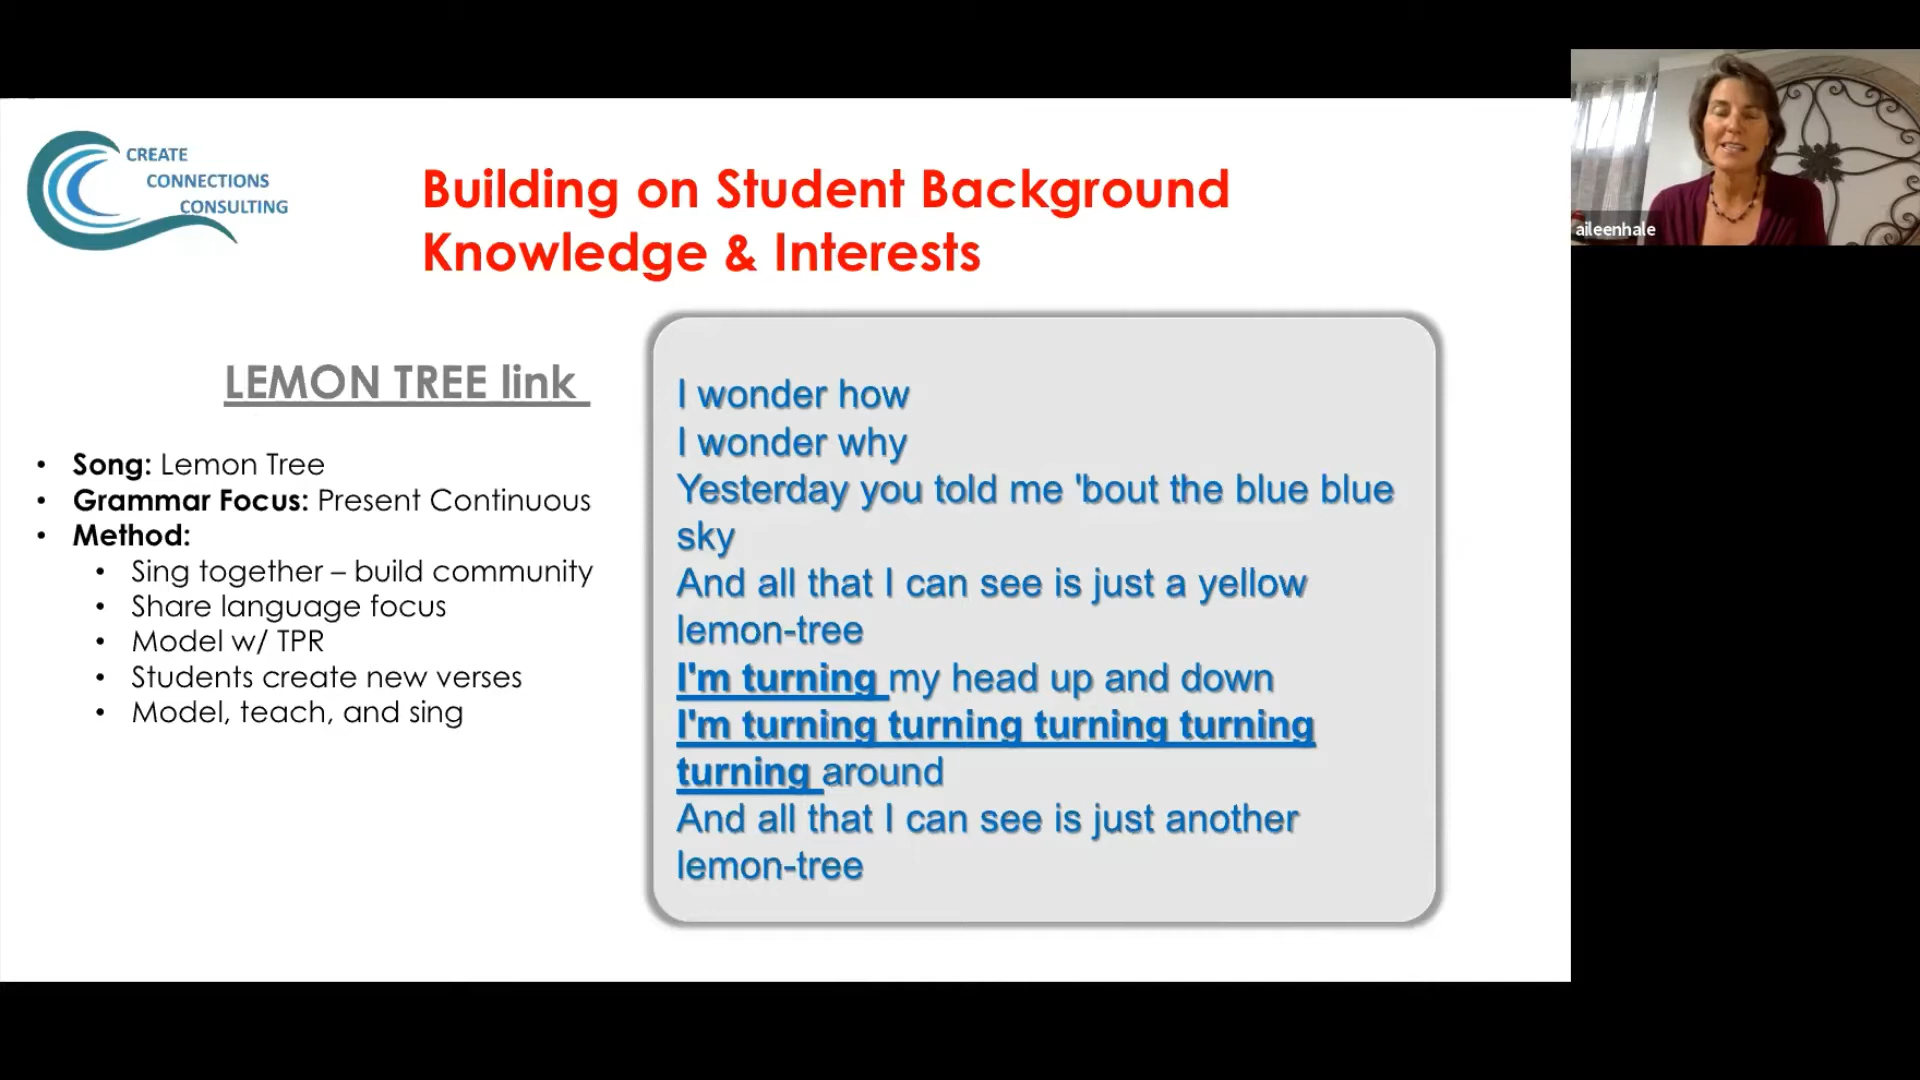 CREATE
CONNECTIONS
CONSULTING
Building on Student Background
Knowledge & Interests
aileenhale
LEMON TREE link
• Song: Lemon Tree
• Grammar Focus: Present Continuous
• Method:
• Sing together – build community
• Share language focus
• Model w/ TPR
• Students create new verses
• Model, teach, and sing
I wonder how
I wonder why
Yesterday you told me 'bout the blue blue
sky
And all that I can see is just a yellow
lemon-tree
I'm turning my head up and down
I'm turning turning turning turning
turning around
And all that I can see is just another
lemon-tree